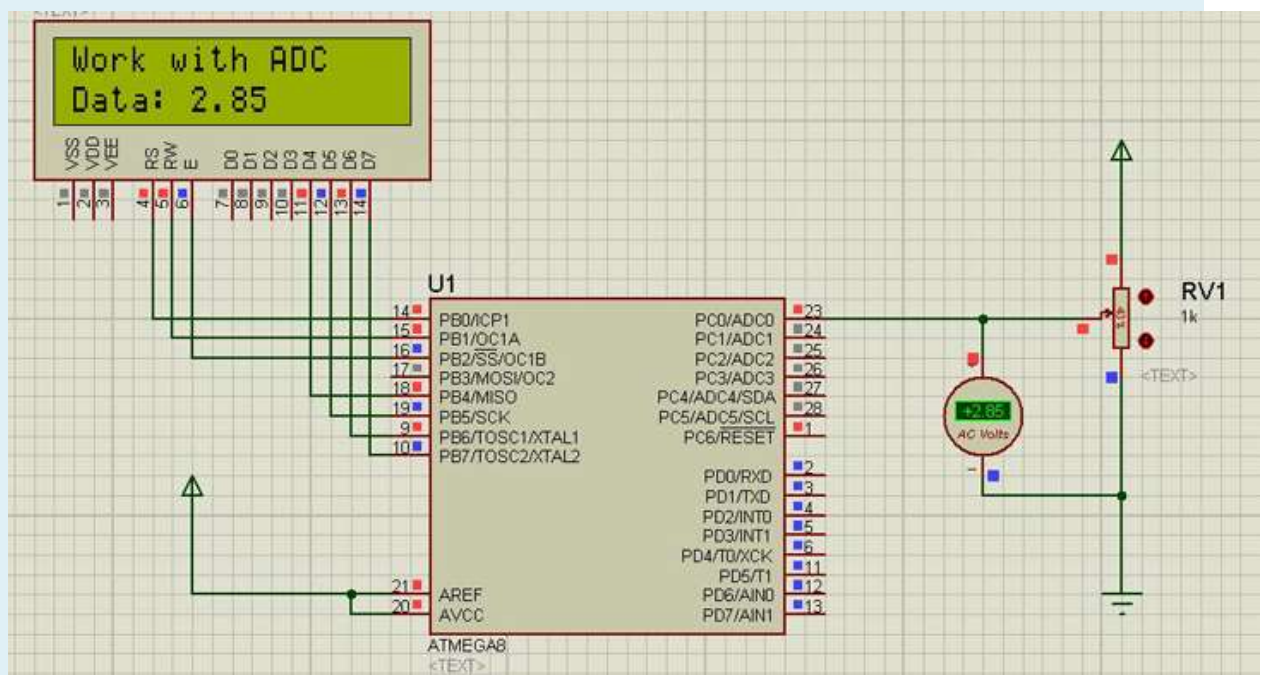 <TEXT>
Work with ADC
Data: 2.85
VSS
VDD
VEE
RS
RW
E
D0
D1
D2
D3
D4
D5
D6
D7
1
2
3
4
5
6
7
8
9
10
11
12
13
14
U1
14 PB0/ICP1
15 PB1/OC1A
16 PB2/SS/OC1B
17 PB3/MOSI/OC2
18 PB4/MISO
19 PB5/SCK
9 PB6/TOSC1/XTAL1
10 PB7/TOSC2/XTAL2
21 AREF
20 AVCC
PC0/ADC0 23
PC1/ADC1 24
PC2/ADC2 25
PC3/ADC3 26
PC4/ADC4/SDA 27
PC5/ADC5/SCL 28
PC6/RESET 1
PD0/RXD 2
PD1/TXD 3
PD2/INT0 4
PD3/INT1 5
PD4/T0/XCK 6
PD5/T1 11
PD6/AIN0 12
PD7/AIN1 13
ATMEGA8
<TEXT>
+2.85
AC Volts
RV1
1k
<TEXT>